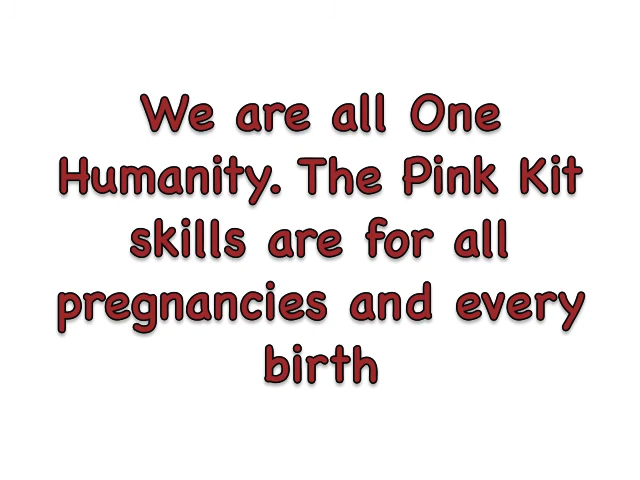 We are all One
Humanity. The Pink Kit
skills are for all
pregnancies and every
birth